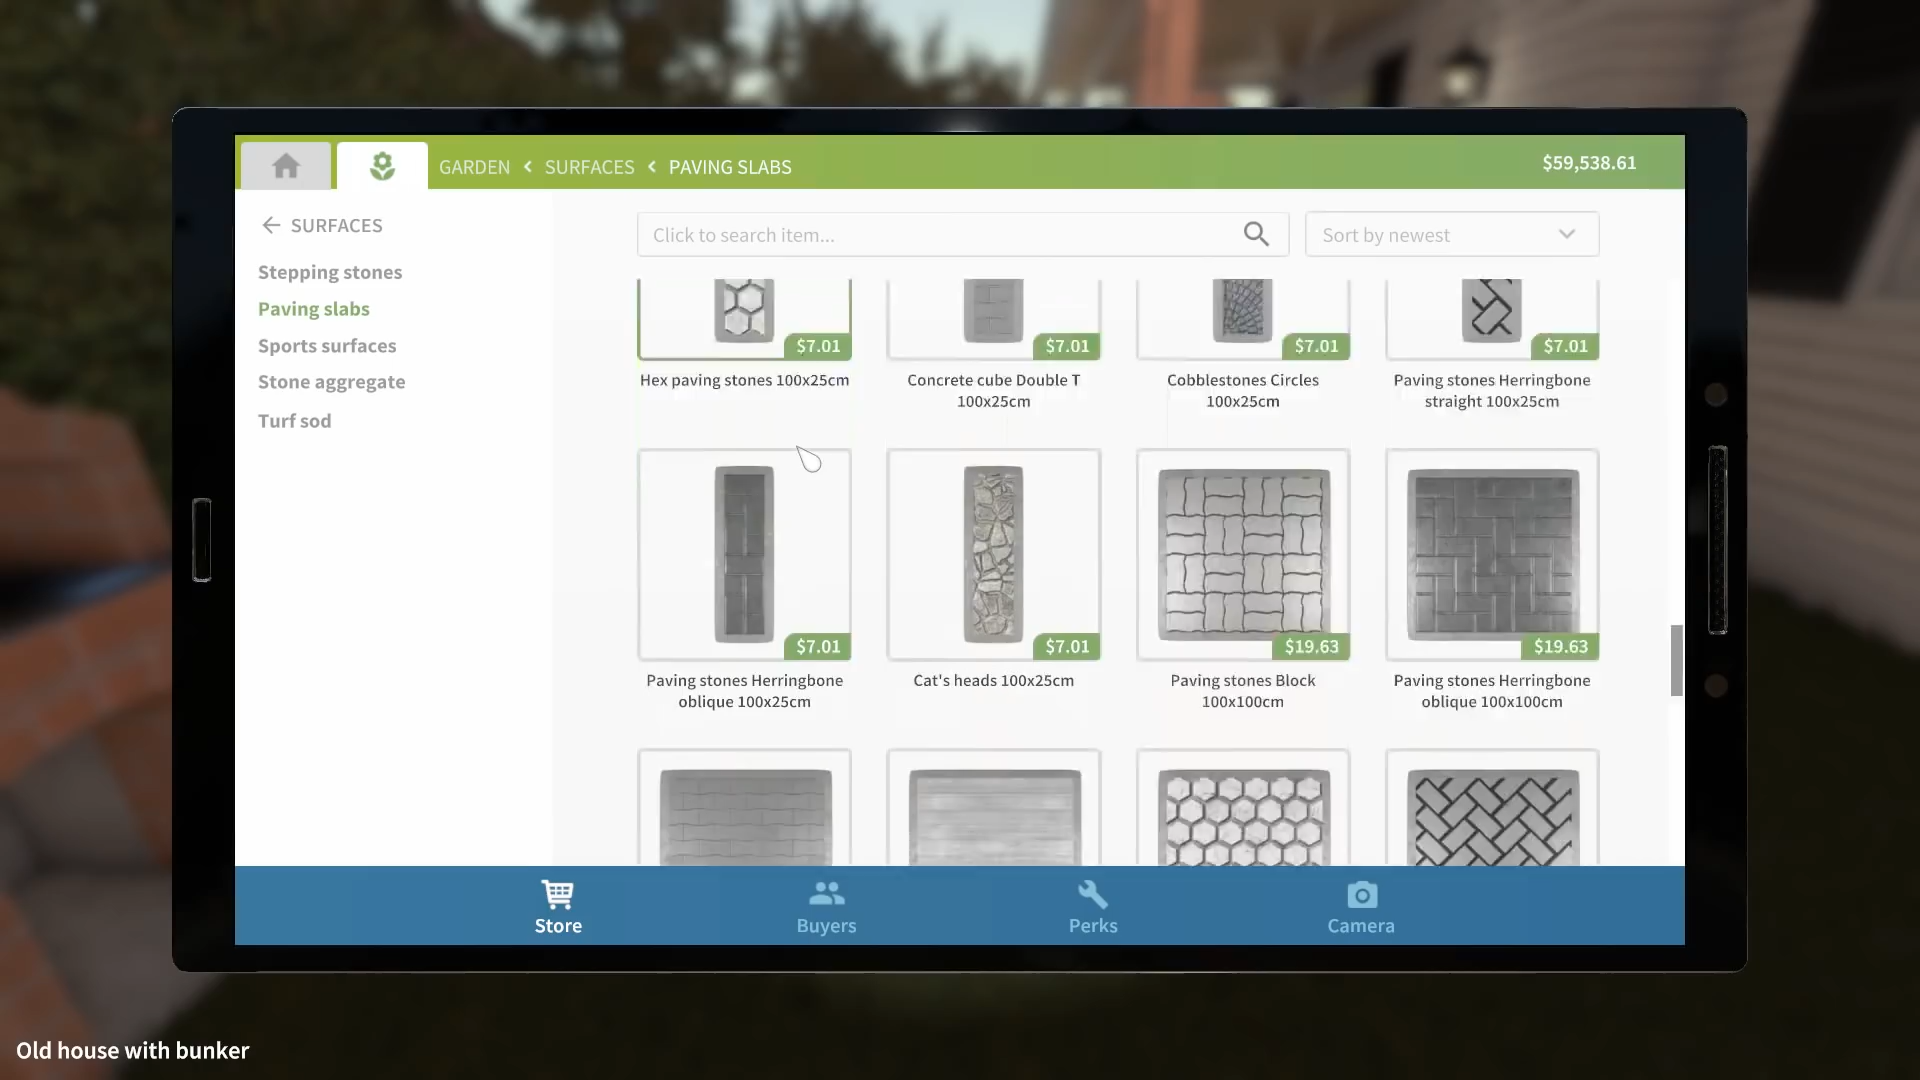 GARDEN < SURFACES < PAVING SLABS
$59,538.61
SURFACES
Stepping stones
Paving slabs
Sports surfaces
Stone aggregate
Turf sod
Click to search item...
Sort by newest
$7.01
$7.01
$7.01
$7.01
Hex paving stones 100x25cm
Concrete cube Double T
100x25cm
Cobblestones Circles
100x25cm
Paving stones Herringbone
straight 100x25cm
$7.01
$7.01
$19.63
$19.63
Paving stones Herringbone
oblique 100x25cm
Cat's heads 100x25cm
Paving stones Block
100x100cm
Paving stones Herringbone
oblique 100x100cm
Store
Buyers
Perks
Camera
Old house with bunker